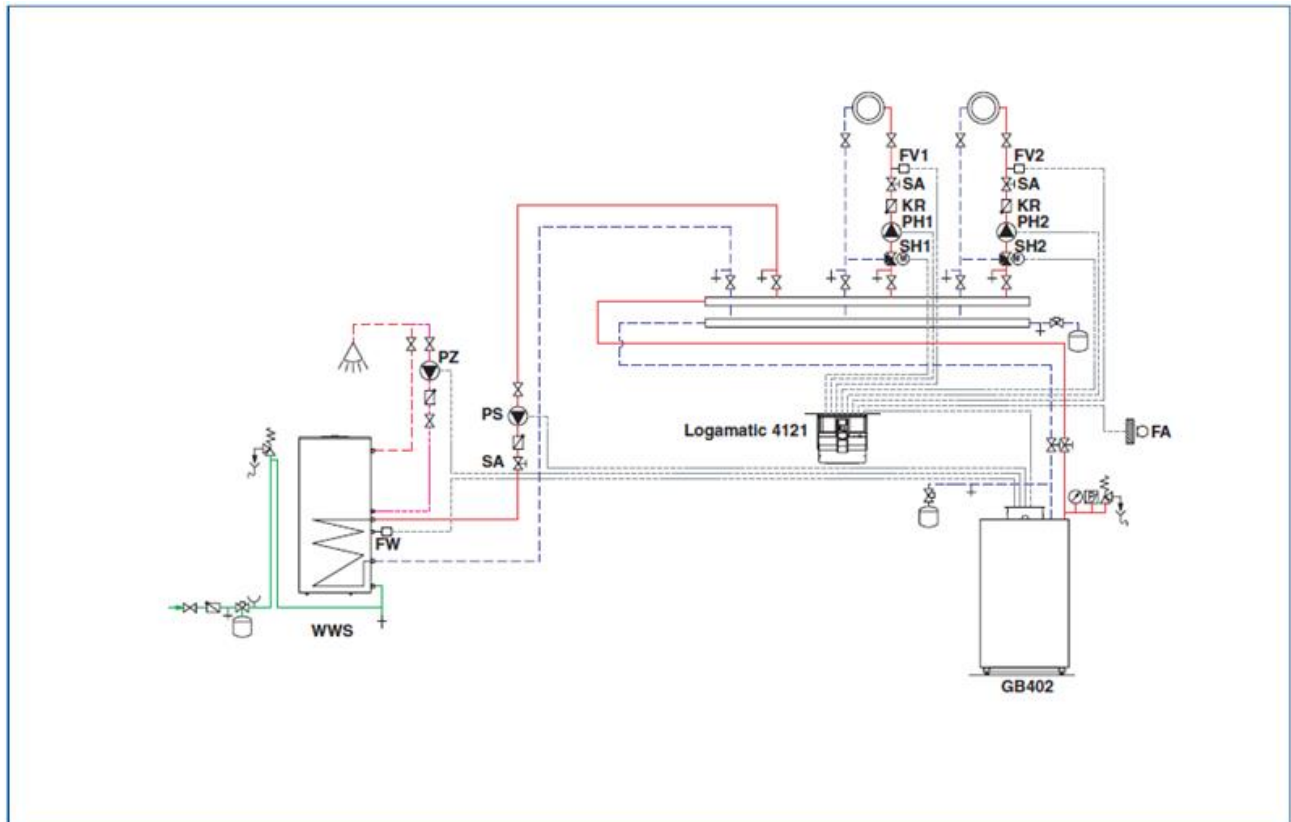 FV1
FV2
SA
SA
KR
KR
PH1
PH2
SH1
SH2
M
M
PZ
PS
Logamatic 4121
FA
SA
FW
WWS
GB402